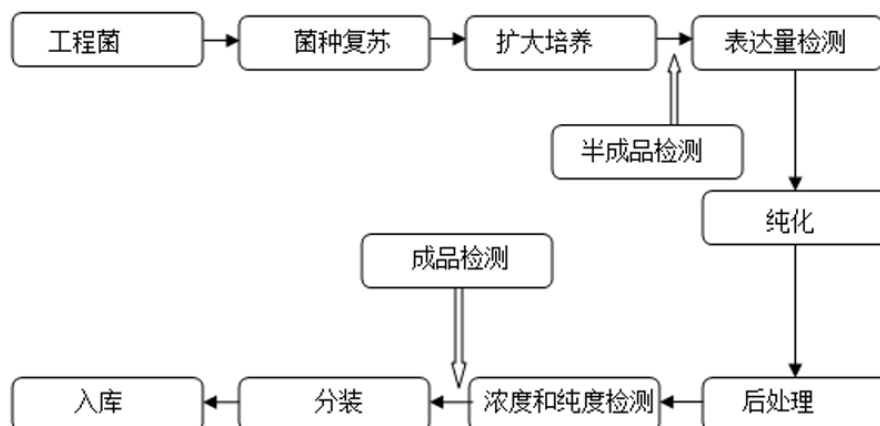 工程菌
菌种复苏
扩大培养
表达量检测
半成品检测
纯化
成品检测
入库
分装
浓度和纯度检测
后处理